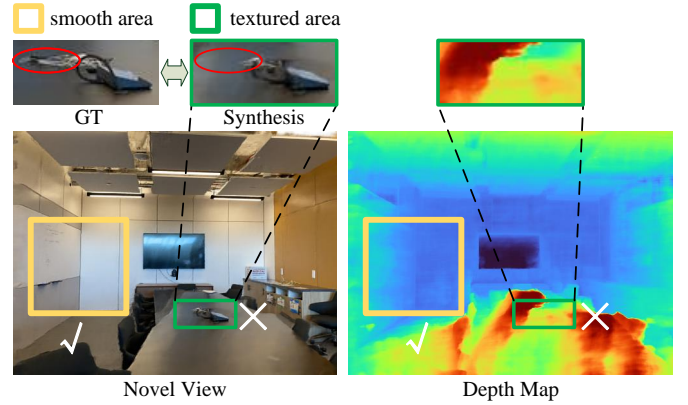 smooth area
textured area
GT
Synthesis
Novel View
Depth Map